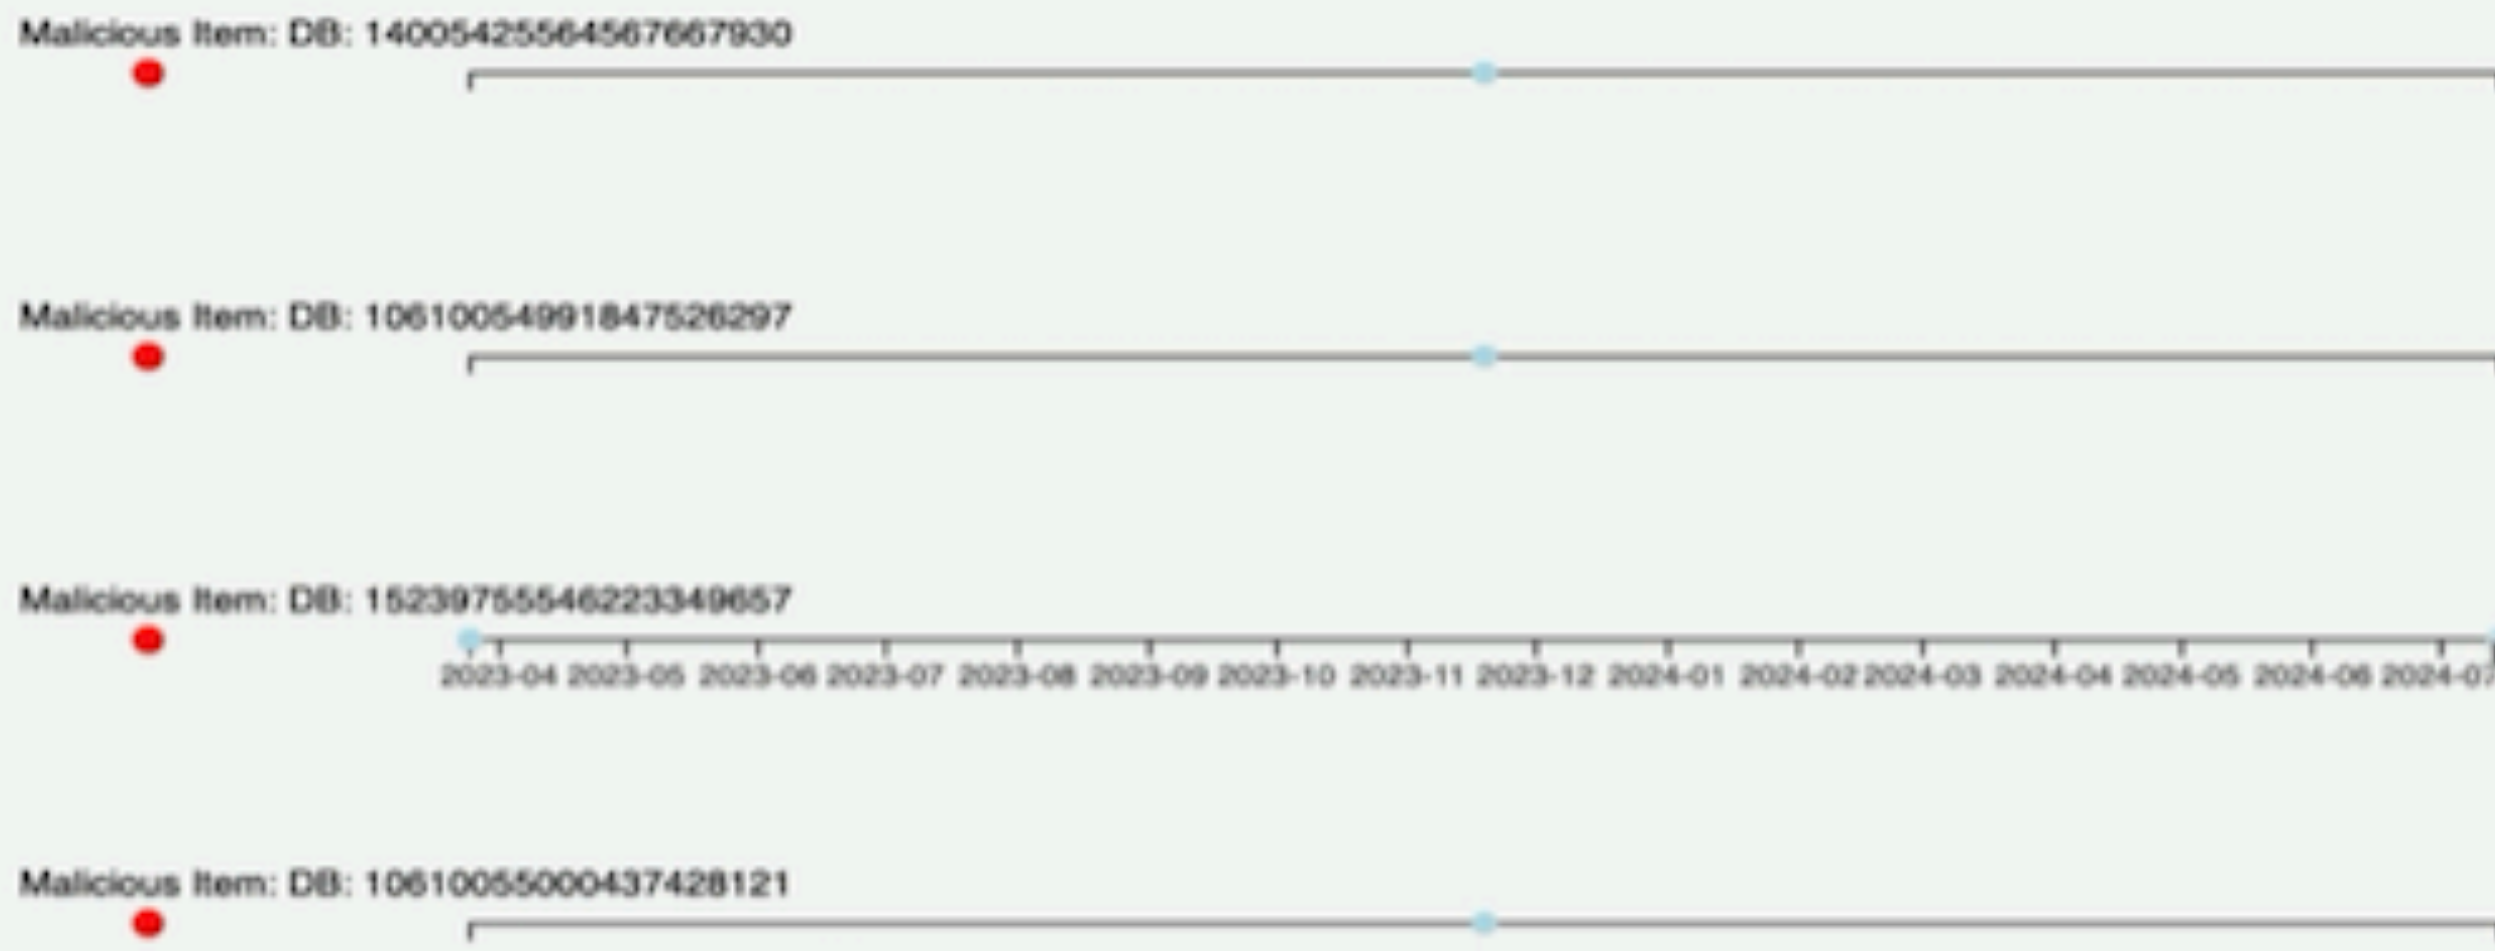 Malicious Item: DB: 14005425564567667930
Malicious Item: DB: 10610054991847526297
Malicious Item: DB: 15239755546223349657
2023-04 2023-05 2023-06 2023-07 2023-08 2023-09 2023-10 2023-11 2023-12 2024-01 2024-02 2024-03 2024-04 2024-05 2024-06 2024-07
Malicious Item: DB: 10610055000437428121